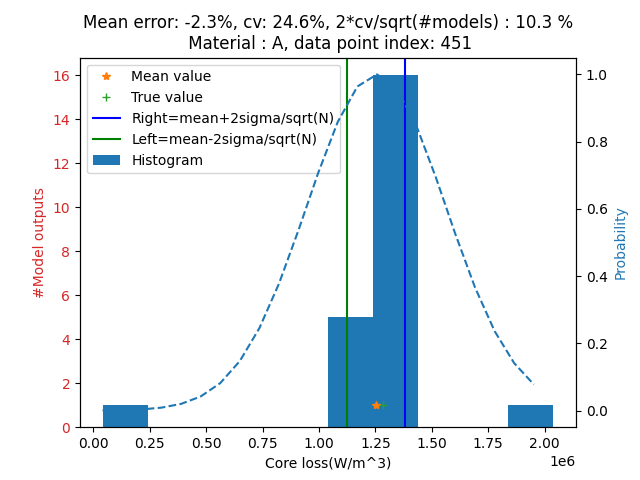 Mean error: -2.3%, cv: 24.6%, 2*cv/sqrt(#models) : 10.3 %
Material : A, data point index: 451
Mean value
True value
Right=mean+2sigma/sqrt(N)
Left=mean-2sigma/sqrt(N)
Histogram
#Model outputs
16
14
12
10
8
6
4
2
0
Probability
1.0
0.8
0.6
0.4
0.2
0.0
0.00 0.25 0.50 0.75 1.00 1.25 1.50 1.75 2.00
1e6
Core loss(W/m^3)